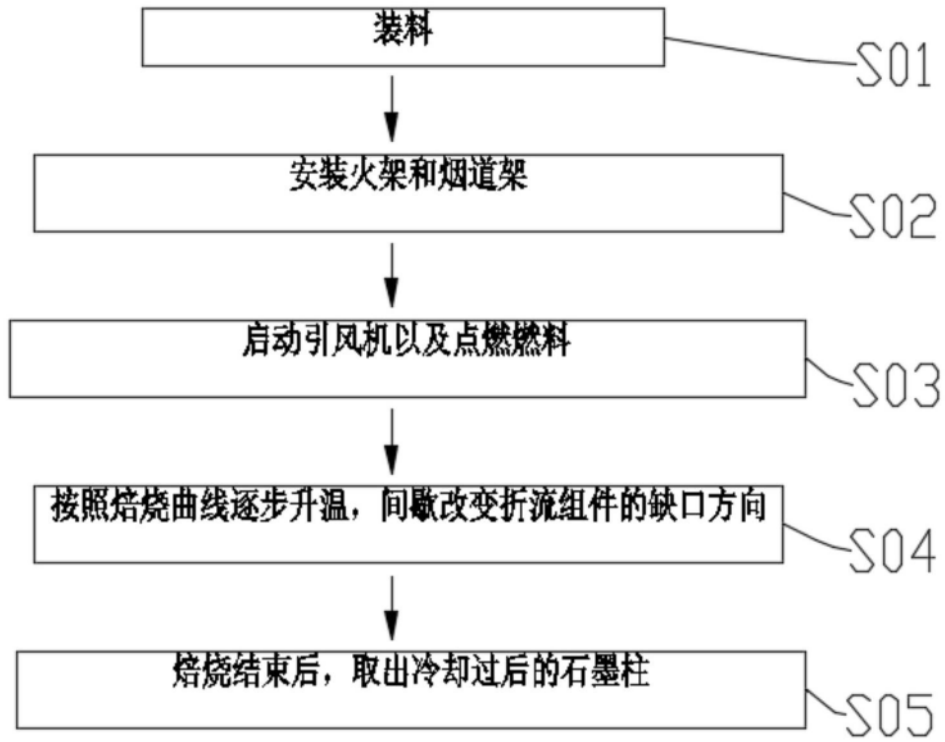 装料
S01
安装火架和烟道架
S02
启动引风机以及点燃燃料
S03
按照焙烧曲线逐步升温，间歇改变折流组件的缺口方向
S04
焙烧结束后，取出冷却过后的石墨柱
S05